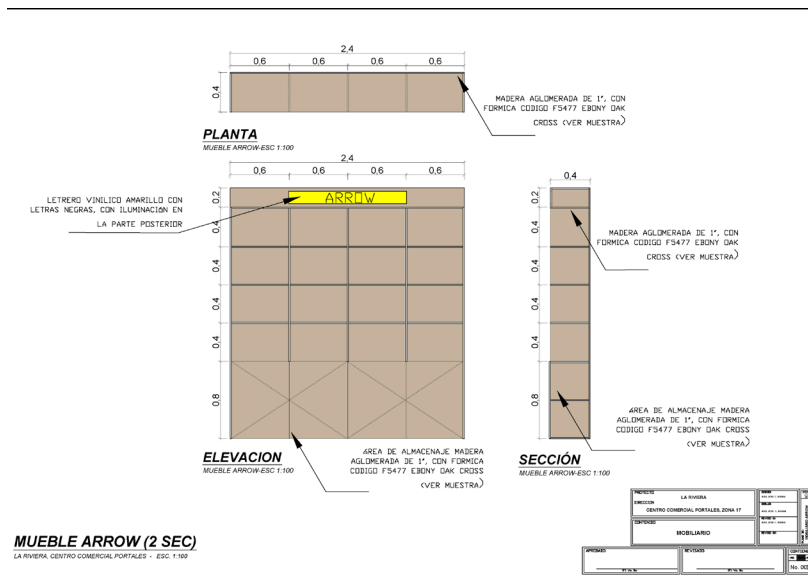 2,4
0,6 0,6 0,6 0,6
0,4
MADERA AGLOMERADA DE 1", CON
FORMICA CODIGO F5477 EBONY OAK
CROSS (VER MUESTRA)
PLANTA
MUEBLE ARROW-ESC 1:100
2,4
0,6 0,6 0,6 0,6
0,4
LETRERO VINILICO AMARILLO CON
LETRAS NEGRAS, CON ILUMINACIóN EN
LA PARTE POSTERIOR
0,2
ARROW
0,2
0,4
0,4
MADERA AGLOMERADA DE 1", CON
FORMICA CODIGO F5477 EBONY OAK
CROSS (VER MUESTRA)
0,4
0,4
0,4
0,4
0,4
0,4
0,8
0,8
áREA DE ALMACENAJE MADERA
AGLOMERADA DE 1", CON FORMICA
CODIGO F5477 EBONY OAK CROSS
(VER MUESTRA)
ELEVACION
MUEBLE ARROW-ESC 1:100
áREA DE ALMACENAJE MADERA
AGLOMERADA DE 1", CON FORMICA
CODIGO F5477 EBONY OAK CROSS
(VER MUESTRA)
SECCIÓN
MUEBLE ARROW-ESC 1:100
PROYECTO
LA RIVIERA
DIRECCION
CENTRO COMERCIAL PORTALES, ZONA 17
CONTENIDO
MOBILIARIO
APROBADO:
REVISADO:
MUEBLE ARROW (2 SEC)
LA RIVIERA, CENTRO COMERCIAL PORTALES - ESC. 1:100